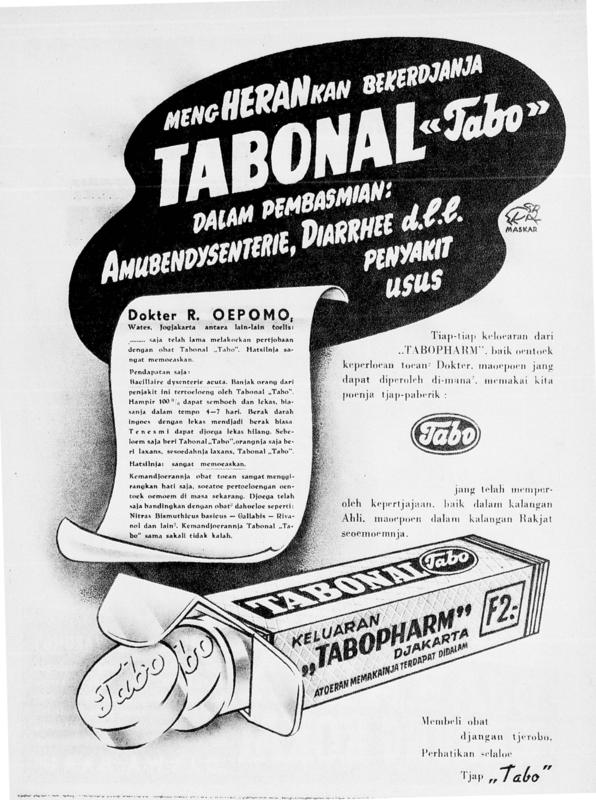 MENGHERANKAN BEKERDJANJA
TABONAL «Tabo»
DALAM PEMBASMIAN:
AMUBENDYSENTERIE, DIARRHEE d.l.l.
PENYAKIT
USUS
MASKAR
Dokter R. OEPOMO,
Wates, Jogjakarta antara lain-lain toelis:
........ saja telah lama melakoekan pertjobaan
dengan obat Tabonal „Tabo". Hatsilnja sa-
ngat memoeaskan.
Pendapatan saja:
Bacillaire dysenterie acuta. Banjak orang dari
penjakit ini tertoeloeng oleh Tabonal „Tabo".
Hampir 100 % dapat semboeh dan lekas, bia-
sanja dalam tempo 4—7 hari. Berak darah
ingoes dengan lekas mendjadi berak biasa
Tenesmi dapat djoega lekas hilang. Sebe-
loem saja beri Tabonal „Tabo",orangnja saja be-
ri laxans, sesoedahnja laxans, Tabonal „Tabo".
Hatsilnja: sangat memoeaskan.
Kemandjoerannja obat toean sangat menggi-
rangkan hati saja, soeatoe pertoeloengan oen-
toek oemoem di masa sekarang. Djoega telah
saja bandingkan dengan obat² dahoeloe seperti:
Nitras Bismuthicus basicus — Gallabis — Riva-
nol dan lain². Kemandjoerannja Tabonal „Ta-
bo" sama sakali tidak kalah.
Tiap-tiap keloearan dari
„TABOPHARM", baik oentoek
keperloean toean² Dokter, maoepoen jang
dapat diperoleh di-mana², memakai kita
poenja tjap-paberik :
Tabo
jang telah memper-
oleh kepertjajaan, baik dalam kalangan
Ahli, maoepoen dalam kalangan Rakjat
seoemoemnja.
TABONAL Tabo
KELUARAN
„TABOPHARM"
DJAKARTA
ATOERAN MEMAKAINJA TERDAPAT DIDALAM
F2:-
Tabo
bo
Membeli obat
djangan tjerobo,
Perhatikan selaloe
Tjap „Tabo"